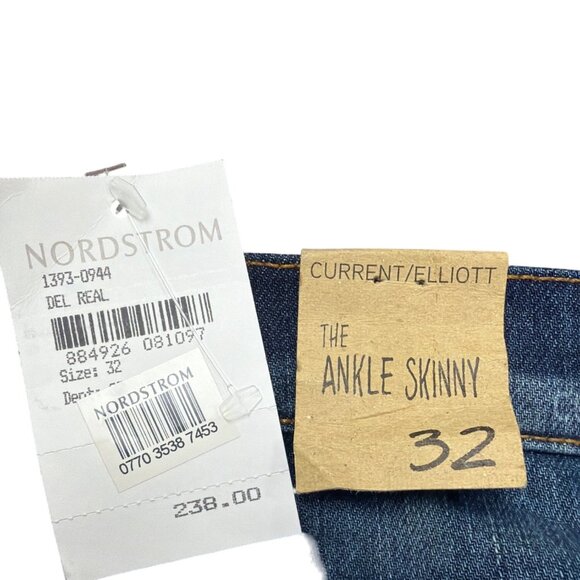 NORDSTROM
1393-0944
DEL REAL
884926 081097
Size: 32
NORDSTROM
0770 3538 7453
238.00
CURRENT/ELLIOTT
THE
ANKLE SKINNY
32